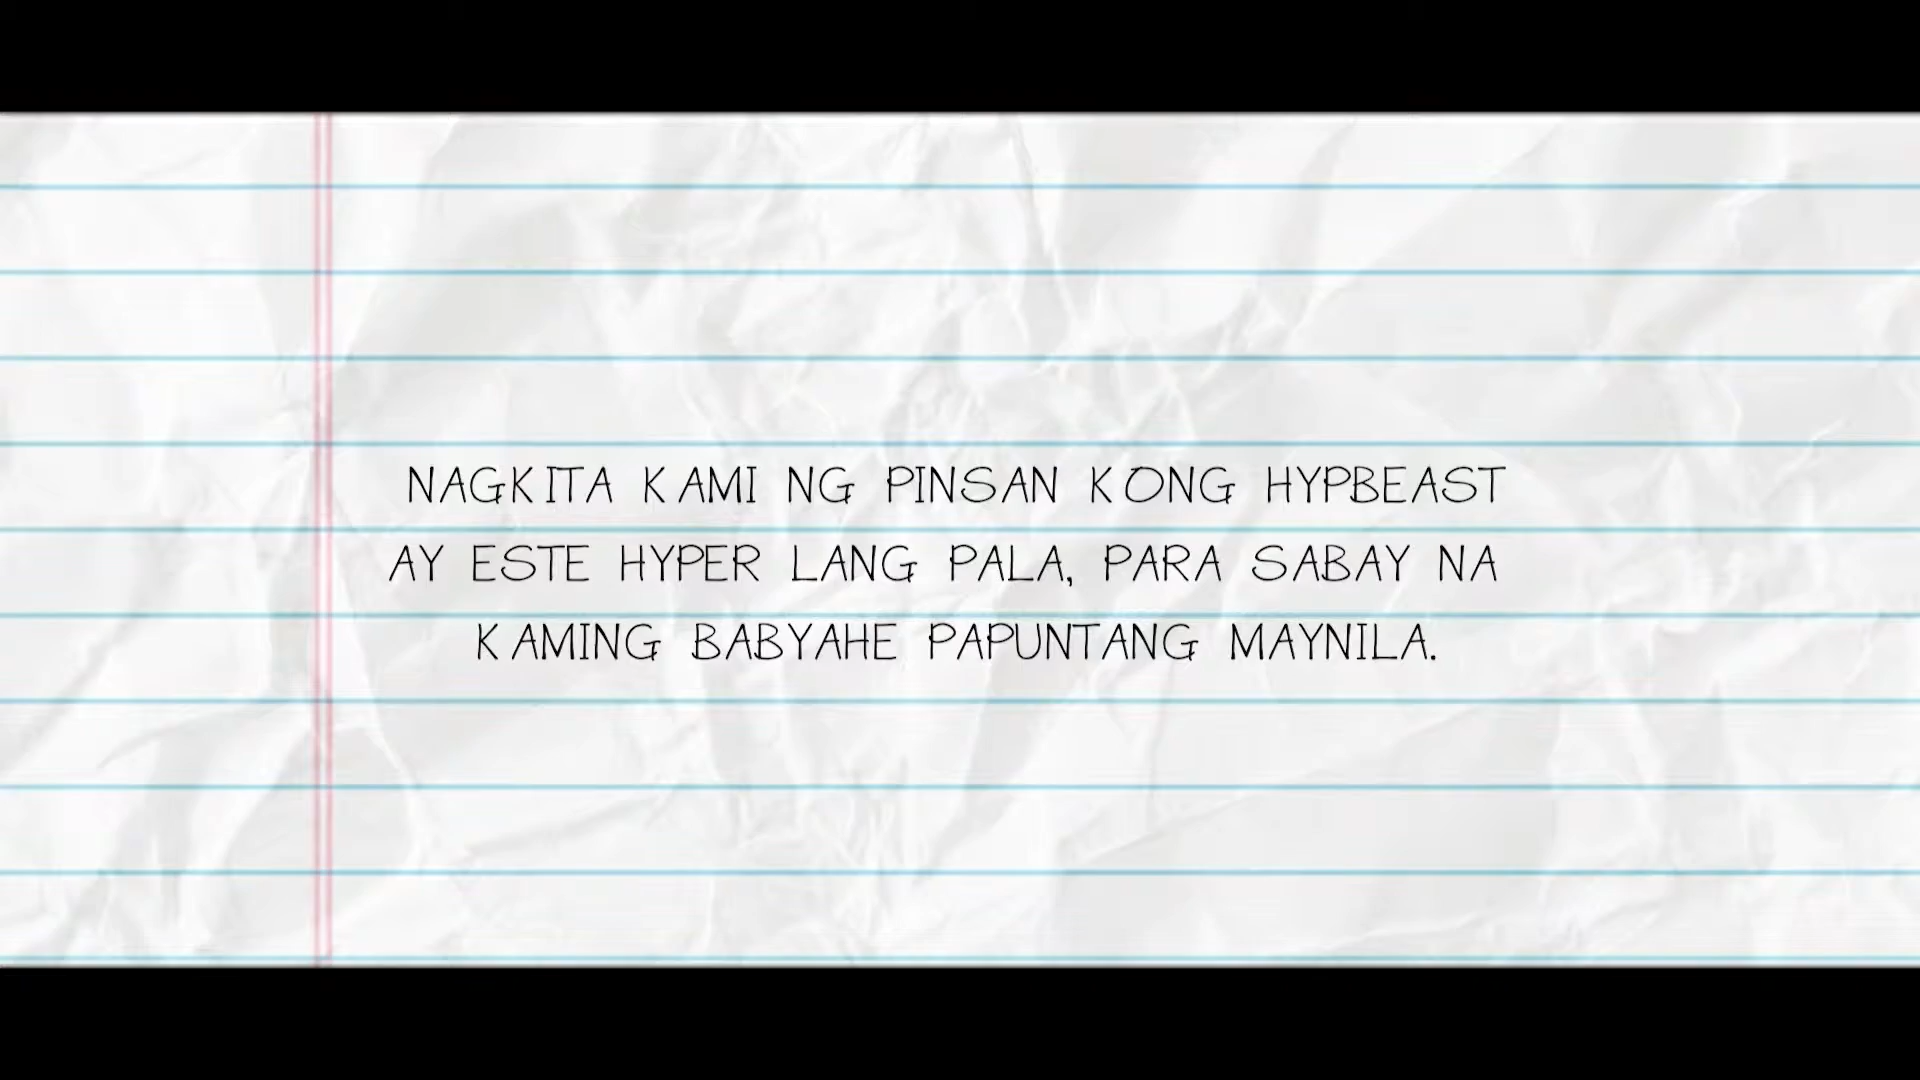 NAGKITA KAMI NG PINSAN KONG HYPBEAST
AY ESTE HYPER LANG PALA, PARA SABAY NA
KAMING BABYAHE PAPUNTANG MAYNILA.